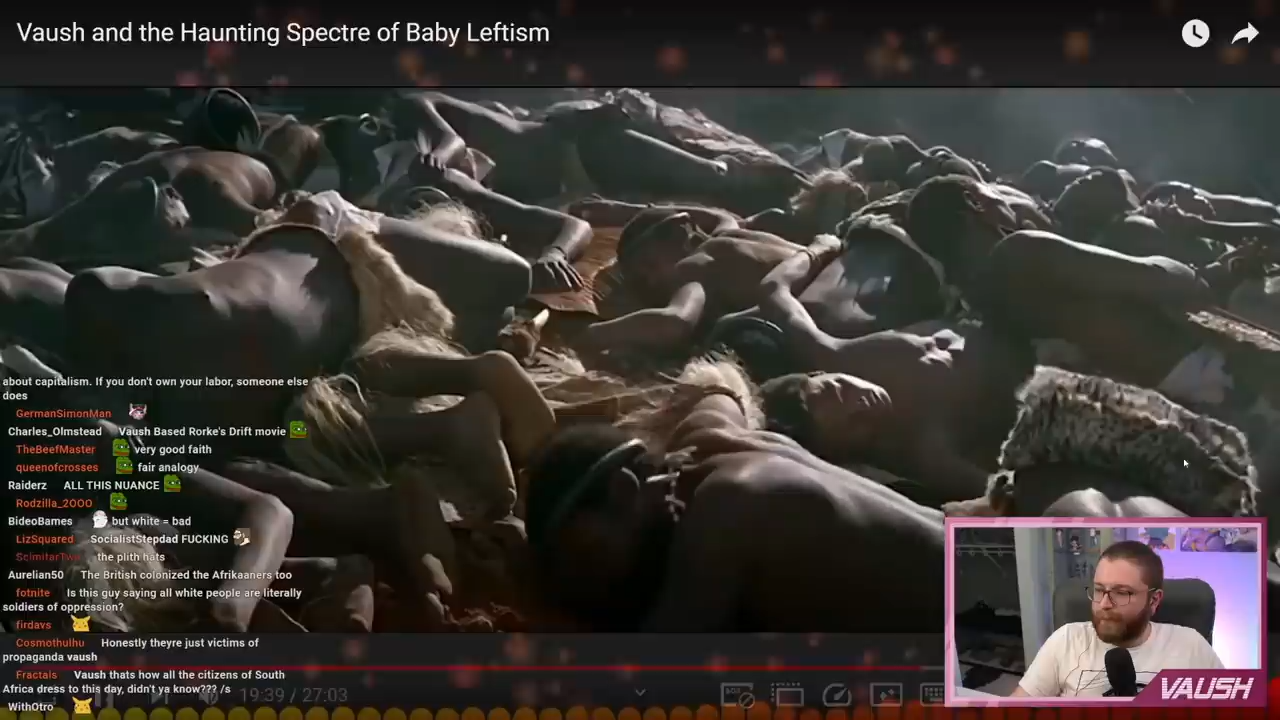 Vaush and the Haunting Spectre of Baby Leftism
about capitalism. If you don't own your labor, someone else
does
GermanSimonMan
Charles_Olmstead Vaush Based Rorke's Drift movie
TheBeefMaster very good faith
queenofcrosses fair analogy
Raiderz ALL THIS NUANCE
Rodzilla_2000
BideoBames but white = bad
LizSquared SocialistStepdad FUCKING
the plith hats
Aurelian50 The British colonized the Afrikaaners too
fotnite Is this guy saying all white people are literally
soldiers of oppression?
firdavs
Cosmothulhu Honestly theyre just victims of
propaganda vaush
Fractals Vaush thats how all the citizens of South
Africa dress to this day, didn't ya know??? /s
19:39 / 27:03
WithOtro
VAUSH